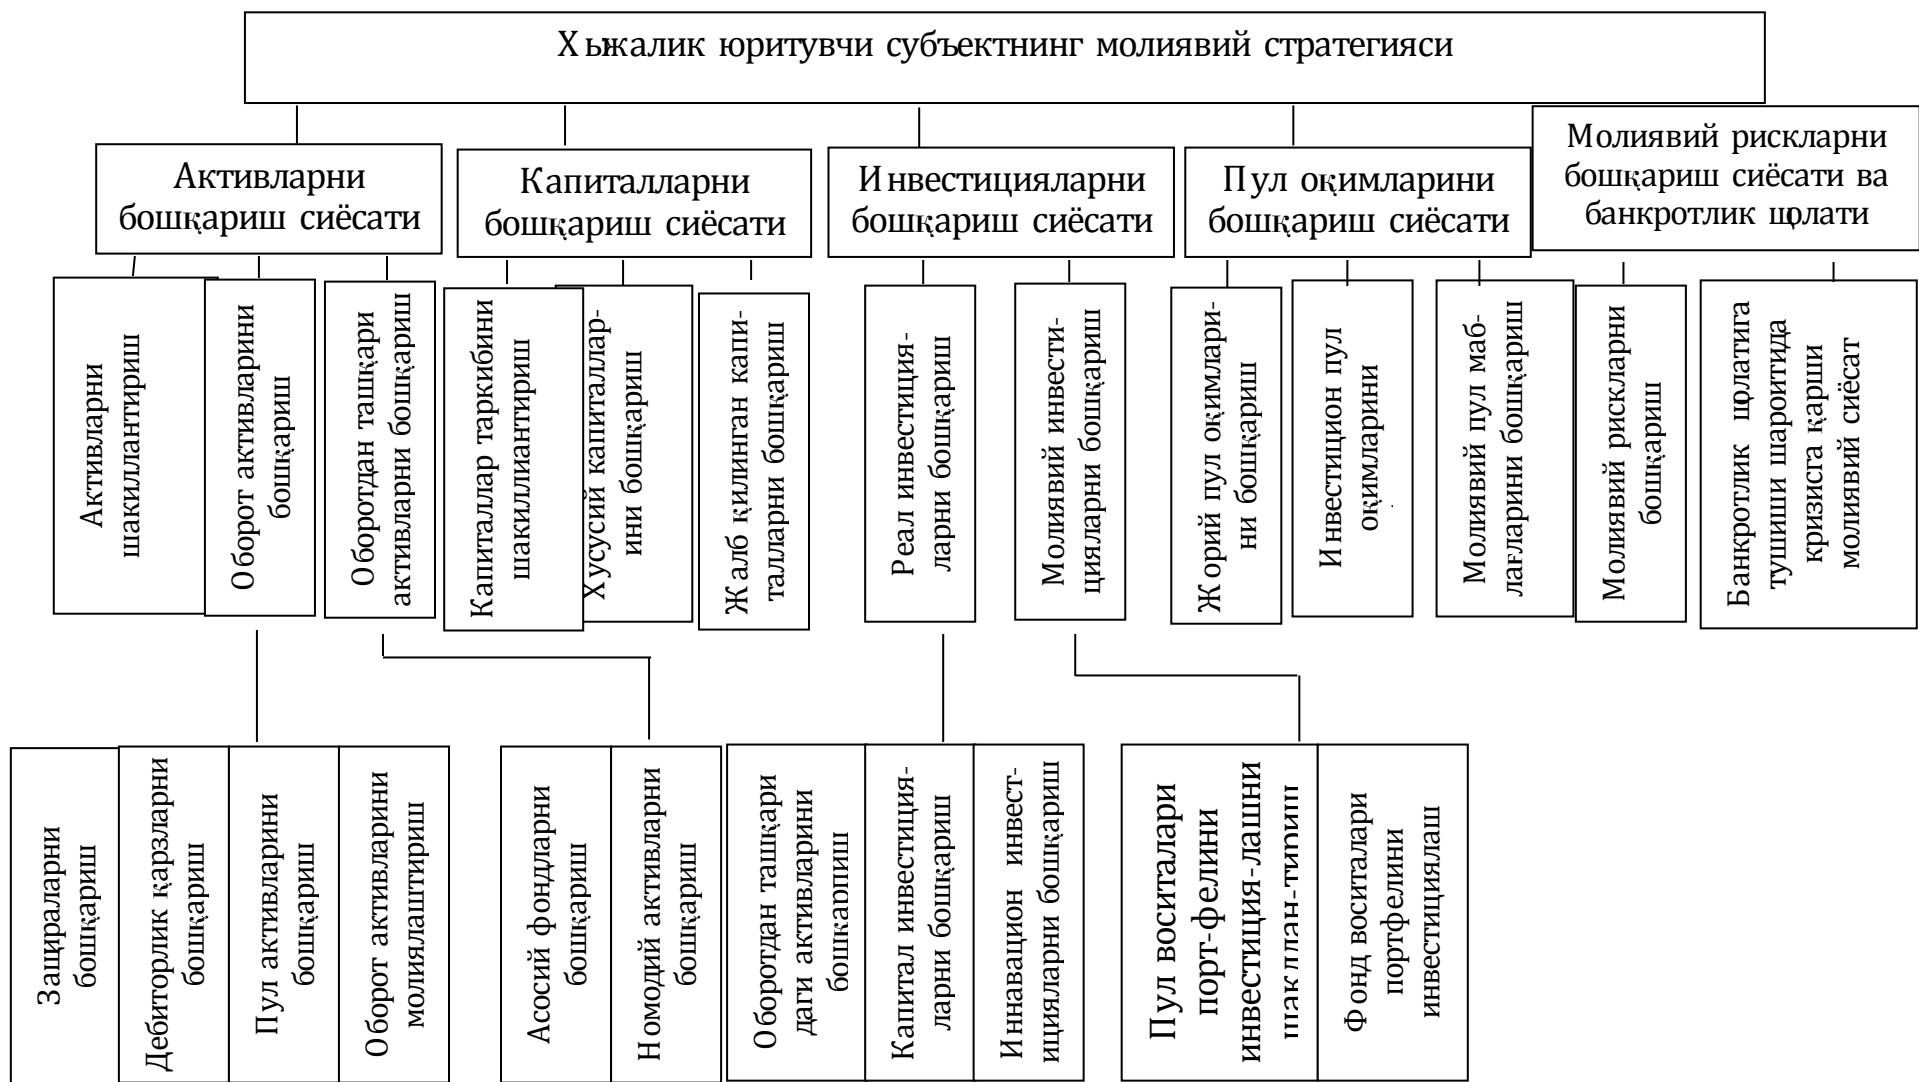 Хьжалик юритувчи субъектнинг молиявий стратегияси
Активларни
бошқариш сиёсати
Капиталларни
бошқариш сиёсати
Инвестицияларни
бошқариш сиёсати
Пул оқимларини
бошқариш сиёсати
Молиявий рискларни
бошқариш сиёсати ва
банкротлик щолати
Активларни
шакиллантириш
Оборот активларини
бошқариш
Оборотдан ташқари
активларни бошқариш
Капиталлар таркибини
шакиллиантириш
Хусусий капиталлар-
ини бошқариш
Жалб қилинган капи-
талларни бошқариш
Реал инвестиция-
ларни бошқариш
Молиявий инвести-
цияларни бошқариш
Жорий пул оқимлари-
ни бошқариш
Инвестицион пул
оқимларини
Молиявий пул маб-
лағларини бошқариш
Молиявий рискларни
бошқариш
Банкротлик щолатига
тушиши шароитида
кризисга қарши
молиявий сиёсат
Защираларни
бошқариш
Дебиторлик қарзларни
бошқариш
Пул активларини
бошқариш
Оборот активларини
молиялаштириш
Асосий фондларни
бошқариш
Номодий активларни
бошқариш
Оборотдан ташқари
даги активларини
Капитал инвестиция-
ларни бошқариш
Иннавацион инвест-
ицияларни бошқариш
Пул воситалари
порт-фелини
инвестиция-лашни
Фонд воситалари
портфелини
инвестициялаш